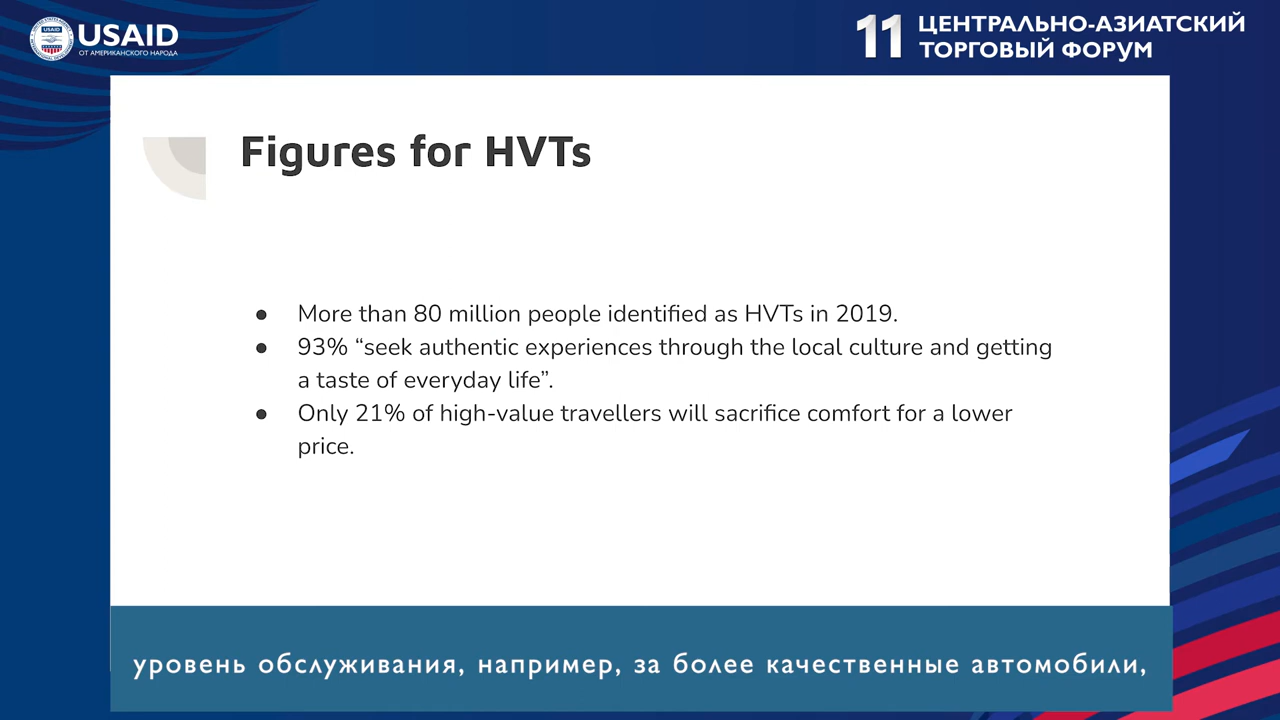 USAID
USAID
ОТ АМЕРИКАНСКОГО НАРОДА
11 ЦЕНТРАЛЬНО-АЗИАТСКИЙ
ТОРГОВЫЙ ФОРУМ
Figures for HVTs
● More than 80 million people identified as HVTs in 2019.
● 93% “seek authentic experiences through the local culture and getting
a taste of everyday life”.
● Only 21% of high-value travellers will sacrifice comfort for a lower
price.
уровень обслуживания, например, за более качественные автомобили,